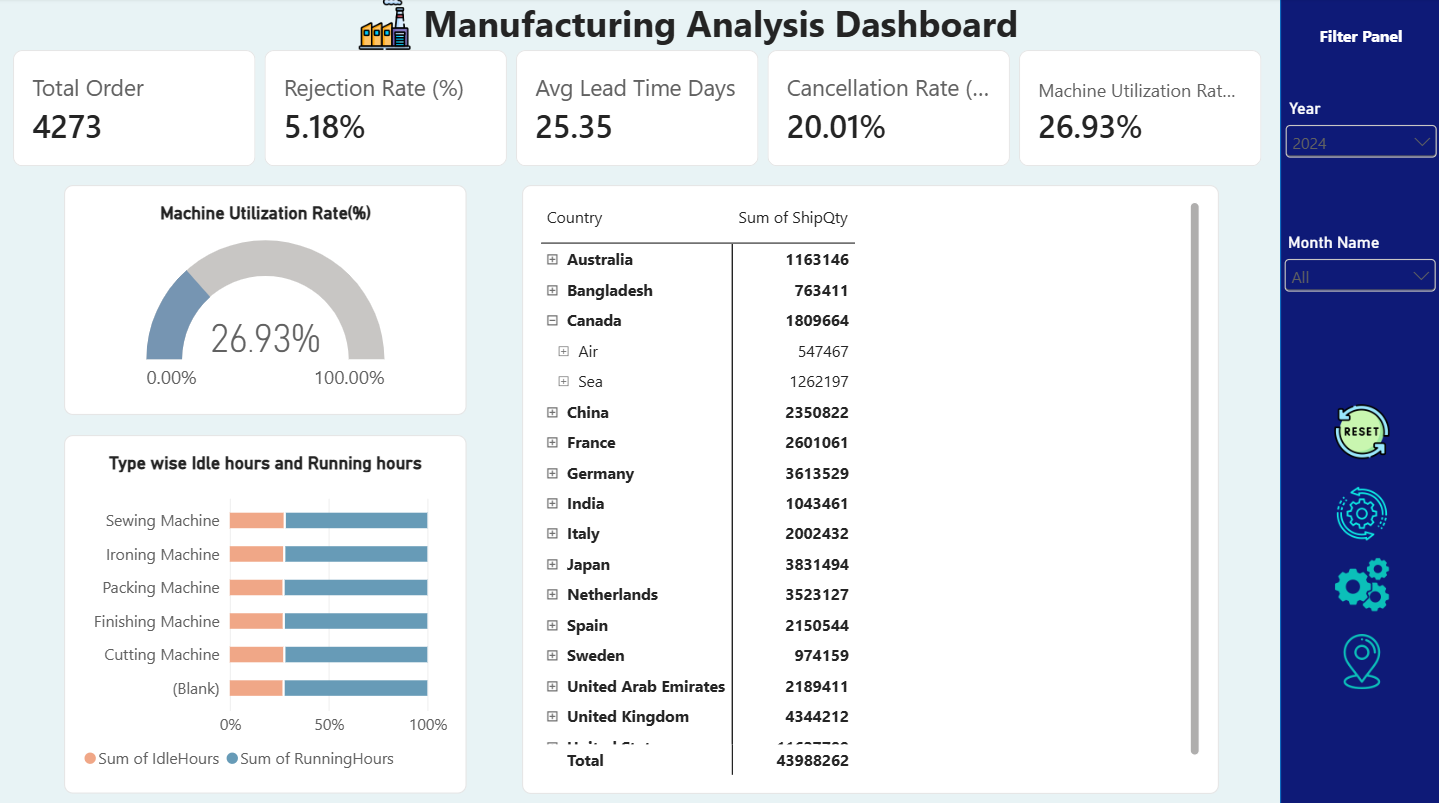 Manufacturing Analysis Dashboard
Filter Panel
Total Order
4273
Rejection Rate (%)
5.18%
Avg Lead Time Days
25.35
Cancellation Rate (...
20.01%
Machine Utilization Rat...
26.93%
Year
2024
Month Name
All
RESET
Machine Utilization Rate(%)
26.93%
0.00% 100.00%
Type wise Idle hours and Running hours
Sewing Machine
Ironing Machine
Packing Machine
Finishing Machine
Cutting Machine
(Blank)
0% 50% 100%
Sum of IdleHours Sum of RunningHours
Country Sum of ShipQty
Australia 1163146
Bangladesh 763411
Canada 1809664
Air 547467
Sea 1262197
China 2350822
France 2601061
Germany 3613529
India 1043461
Italy 2002432
Japan 3831494
Netherlands 3523127
Spain 2150544
Sweden 974159
United Arab Emirates 2189411
United Kingdom 4344212
Total 43988262